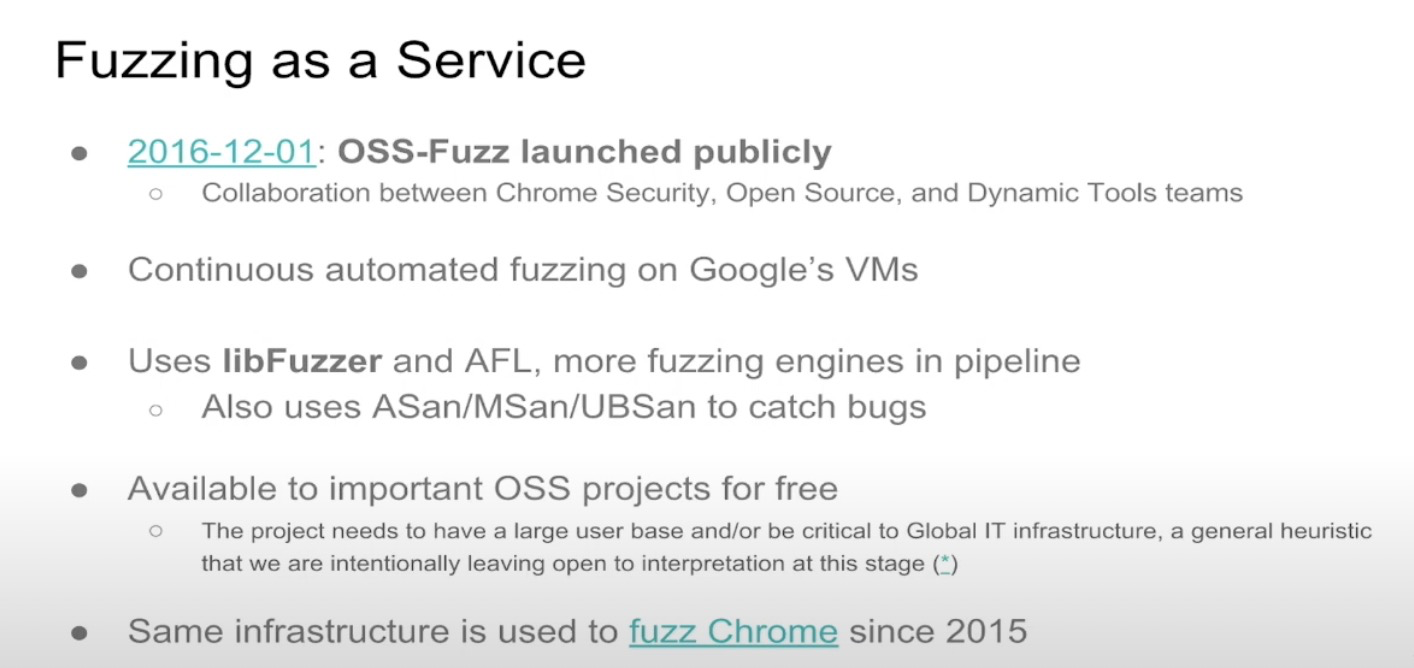 Fuzzing as a Service
● 2016-12-01: OSS-Fuzz launched publicly
○ Collaboration between Chrome Security, Open Source, and Dynamic Tools teams
● Continuous automated fuzzing on Google’s VMs
● Uses libFuzzer and AFL, more fuzzing engines in pipeline
○ Also uses ASan/MSan/UBSan to catch bugs
● Available to important OSS projects for free
○ The project needs to have a large user base and/or be critical to Global IT infrastructure, a general heuristic
that we are intentionally leaving open to interpretation at this stage (*)
● Same infrastructure is used to fuzz Chrome since 2015